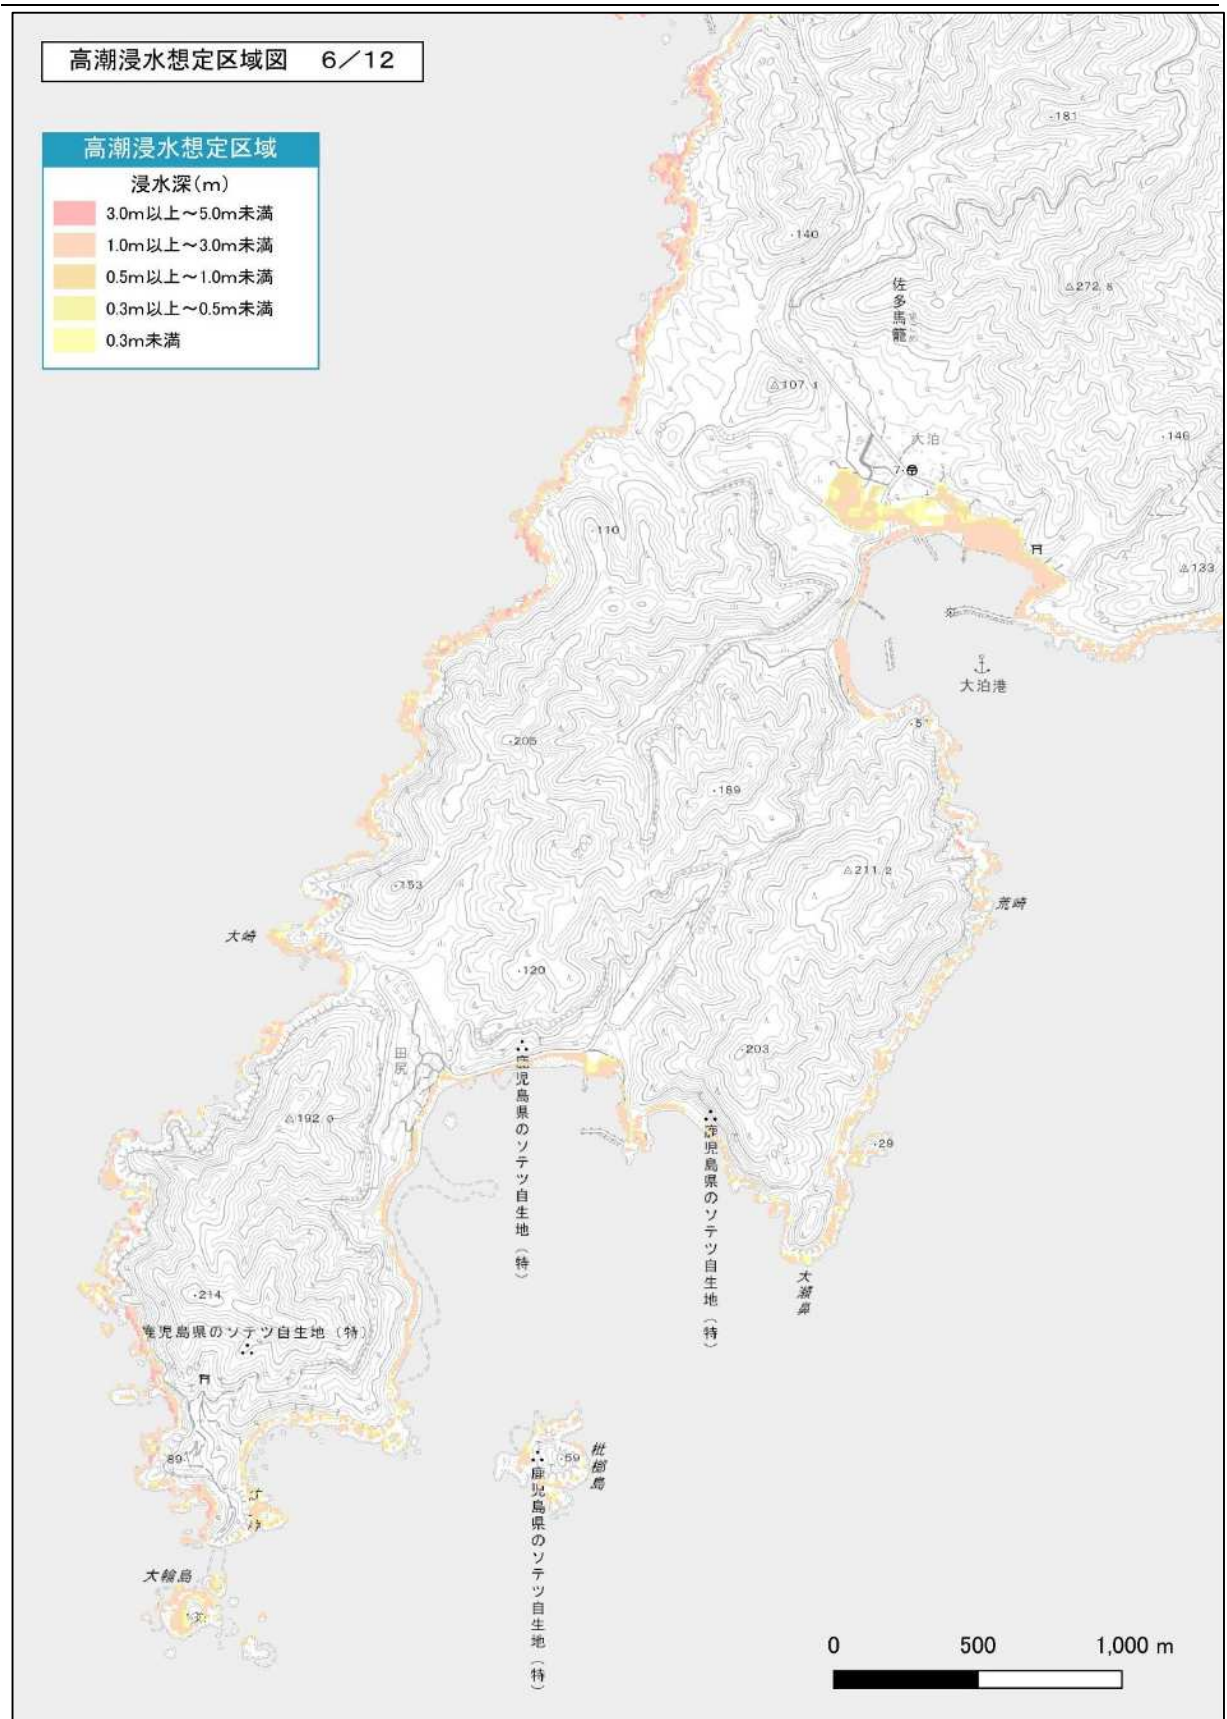 高潮浸水想定区域図 6/12
高潮浸水想定区域
浸水深(m)
3.0m以上~5.0m未満
1.0m以上~3.0m未満
0.5m以上~1.0m未満
0.3m以上~0.5m未満
0.3m未満
・181
・140
佐多馬籠
△272.8
△107.1
・146
大泊
7・
・110
△133
大泊港
・5
・205
・189
△211.2
・153
荒崎
大崎
・120
田尻
・203
鹿児島県のソテツ自生地(特)
△192.0
鹿児島県のソテツ自生地(特)
・29
大瀬鼻
・214
鹿児島県のソテツ自生地(特)
89・
・59
枇榔島
鹿児島県のソテツ自生地(特)
大輪島
0 500 1,000 m